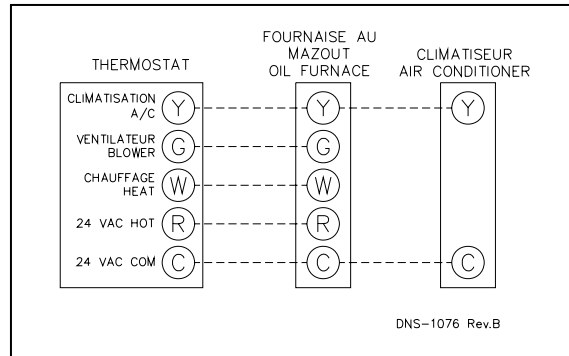 THERMOSTAT
FOURNAISE AU
MAZOUT
OIL FURNACE
CLIMATISEUR
AIR CONDITIONER
CLIMATISATION
A/C
Y
Y
Y
VENTILATEUR
BLOWER
G
G
CHAUFFAGE
HEAT
W
W
24 VAC HOT
R
R
24 VAC COM
C
C
C
DNS-1076 Rev.B